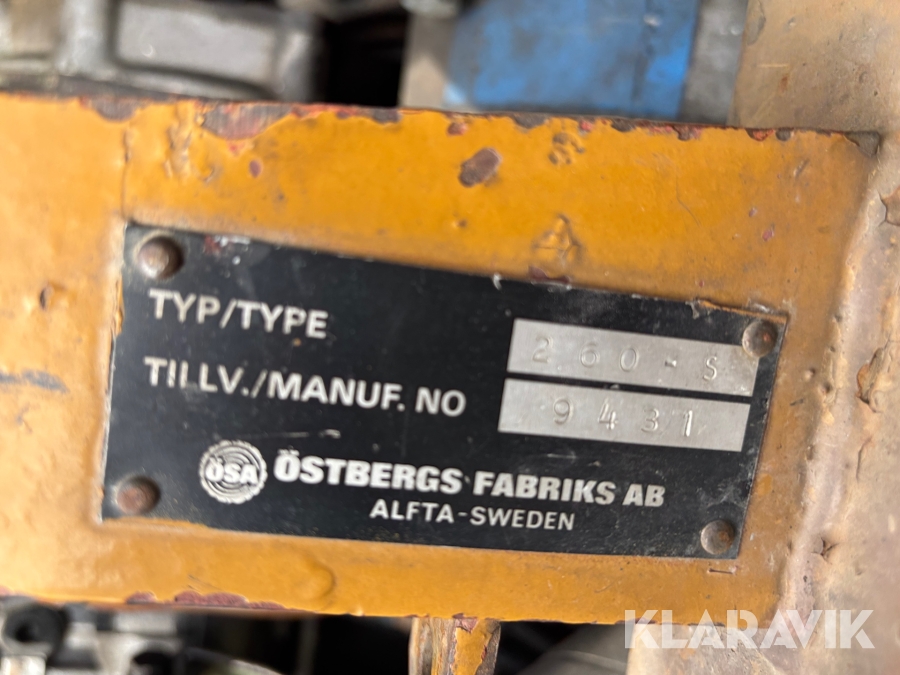 TYP/TYPE 260-S
TILLV./MANUF. NO 9431
ÖSA ÖSTBERGS FABRIKS AB
ALFTA-SWEDEN
KLARAVIK